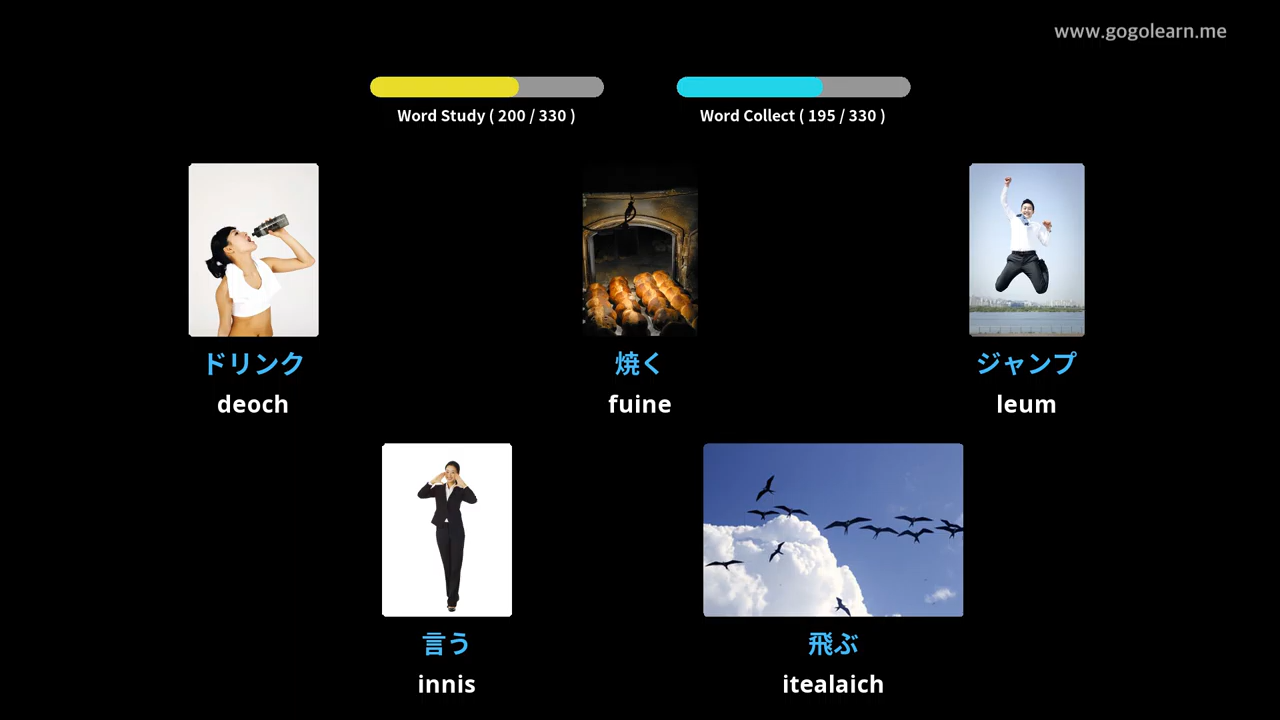 www.gogolearn.me
Word Study ( 200 / 330 )
Word Collect ( 195 / 330 )
ドリンク
deoch
焼く
fuine
ジャンプ
leum
言う
innis
飛ぶ
itealaich